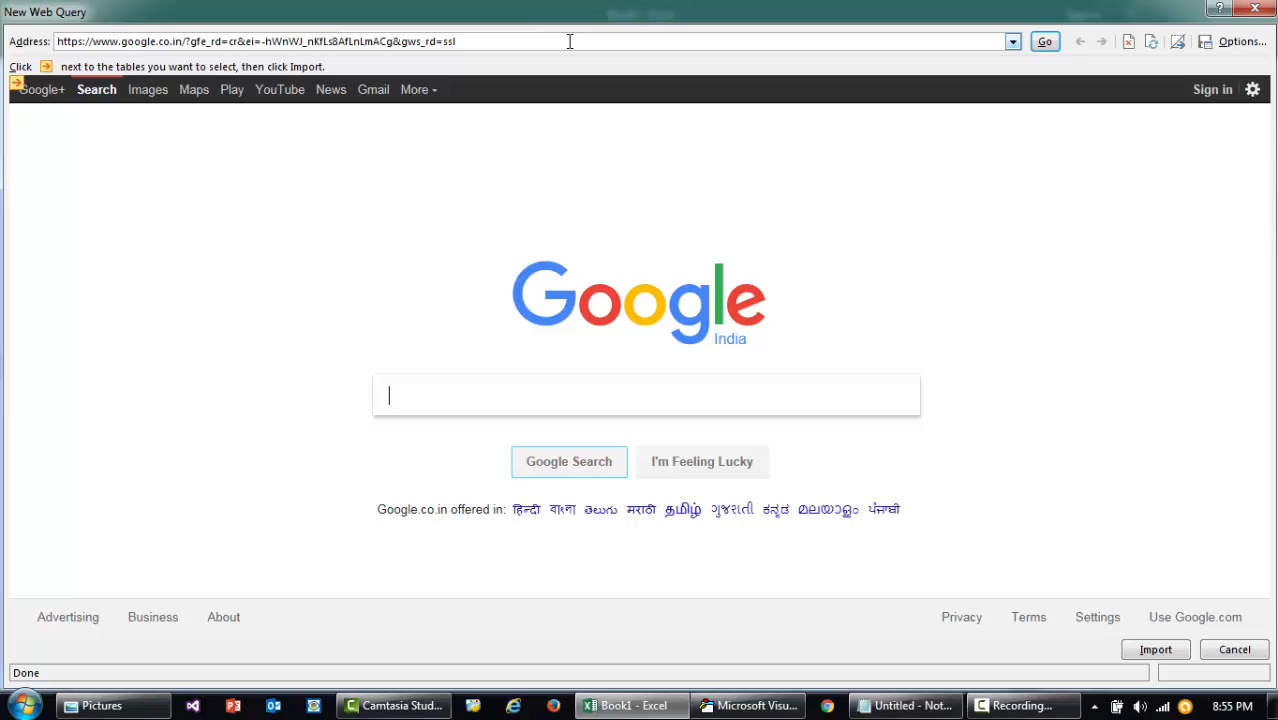 New Web Query
Book1 - Excel
Address: https://www.google.co.in/?gfe_rd=cr&ei=-hWnWJ_nKfLs8AfLnLmACg&gws_rd=ssl Go Options...
Click next to the tables you want to select, then click Import.
Google+ Search Images Maps Play YouTube News Gmail More Sign in
Google
India
Google Search I'm Feeling Lucky
Google.co.in offered in: हिन्दी বাংলা తెలుగు मराठी தமிழ் ગુજરાતી ಕನ್ನಡ മലയാളം ਪੰਜਾਬੀ
Advertising Business About Privacy Terms Settings Use Google.com
Import Cancel
Done
Pictures Camtasia Stud... Book1 - Excel Microsoft Visu... Untitled - Not... Recording... 8:55 PM